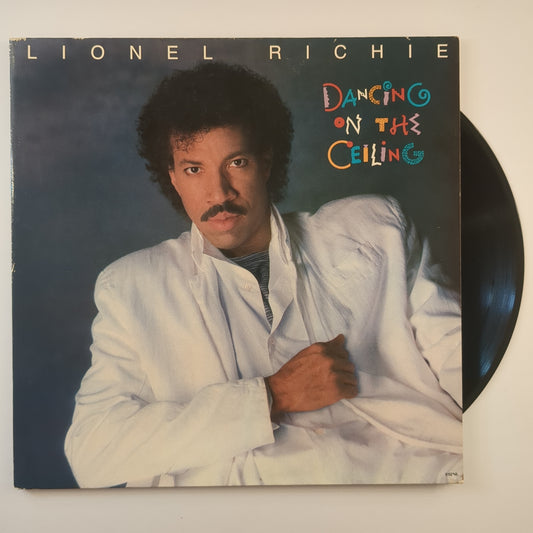 LIONEL RICHIE
DANCING
ON THE
CEILING